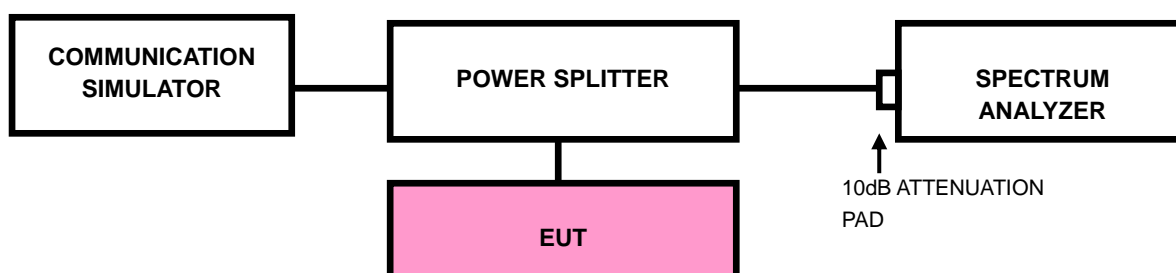 COMMUNICATION
SIMULATOR
POWER SPLITTER
SPECTRUM
ANALYZER
10dB ATTENUATION
PAD
EUT